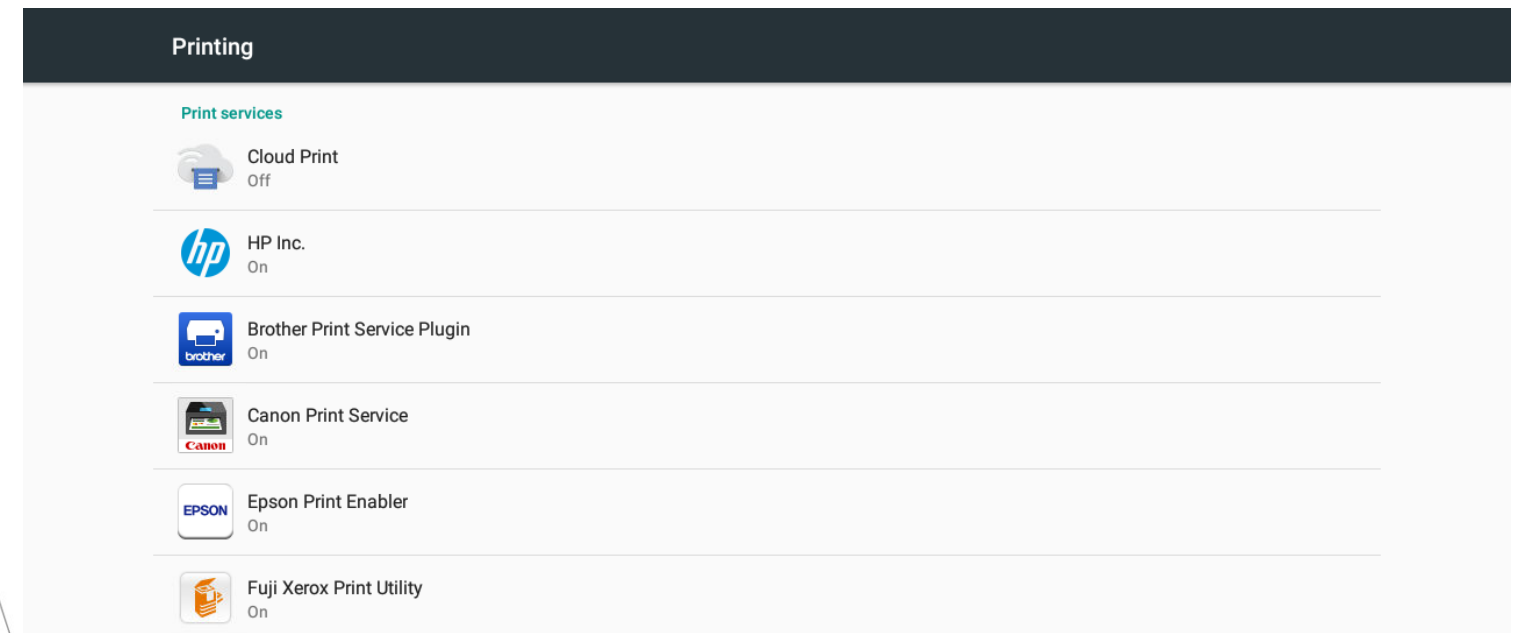 Printing
Print services
Cloud Print
Off
hp
HP Inc.
On
Brother Print Service Plugin
brother
On
Canon Print Service
Canon
On
Epson Print Enabler
EPSON
On
Fuji Xerox Print Utility
On